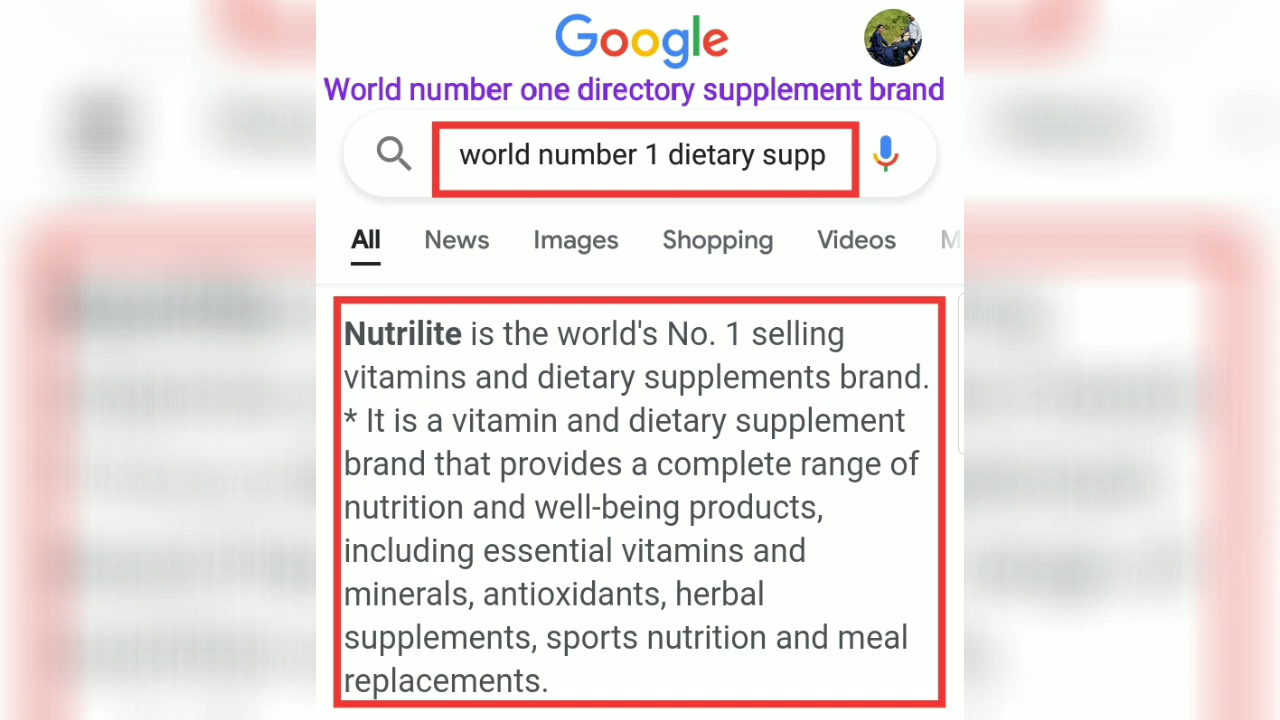 Google
World number one directory supplement brand
world number 1 dietary supp
All News Images Shopping Videos M
Nutrilite is the world's No. 1 selling
vitamins and dietary supplements brand.
* It is a vitamin and dietary supplement
brand that provides a complete range of
nutrition and well-being products,
including essential vitamins and
minerals, antioxidants, herbal
supplements, sports nutrition and meal
replacements.